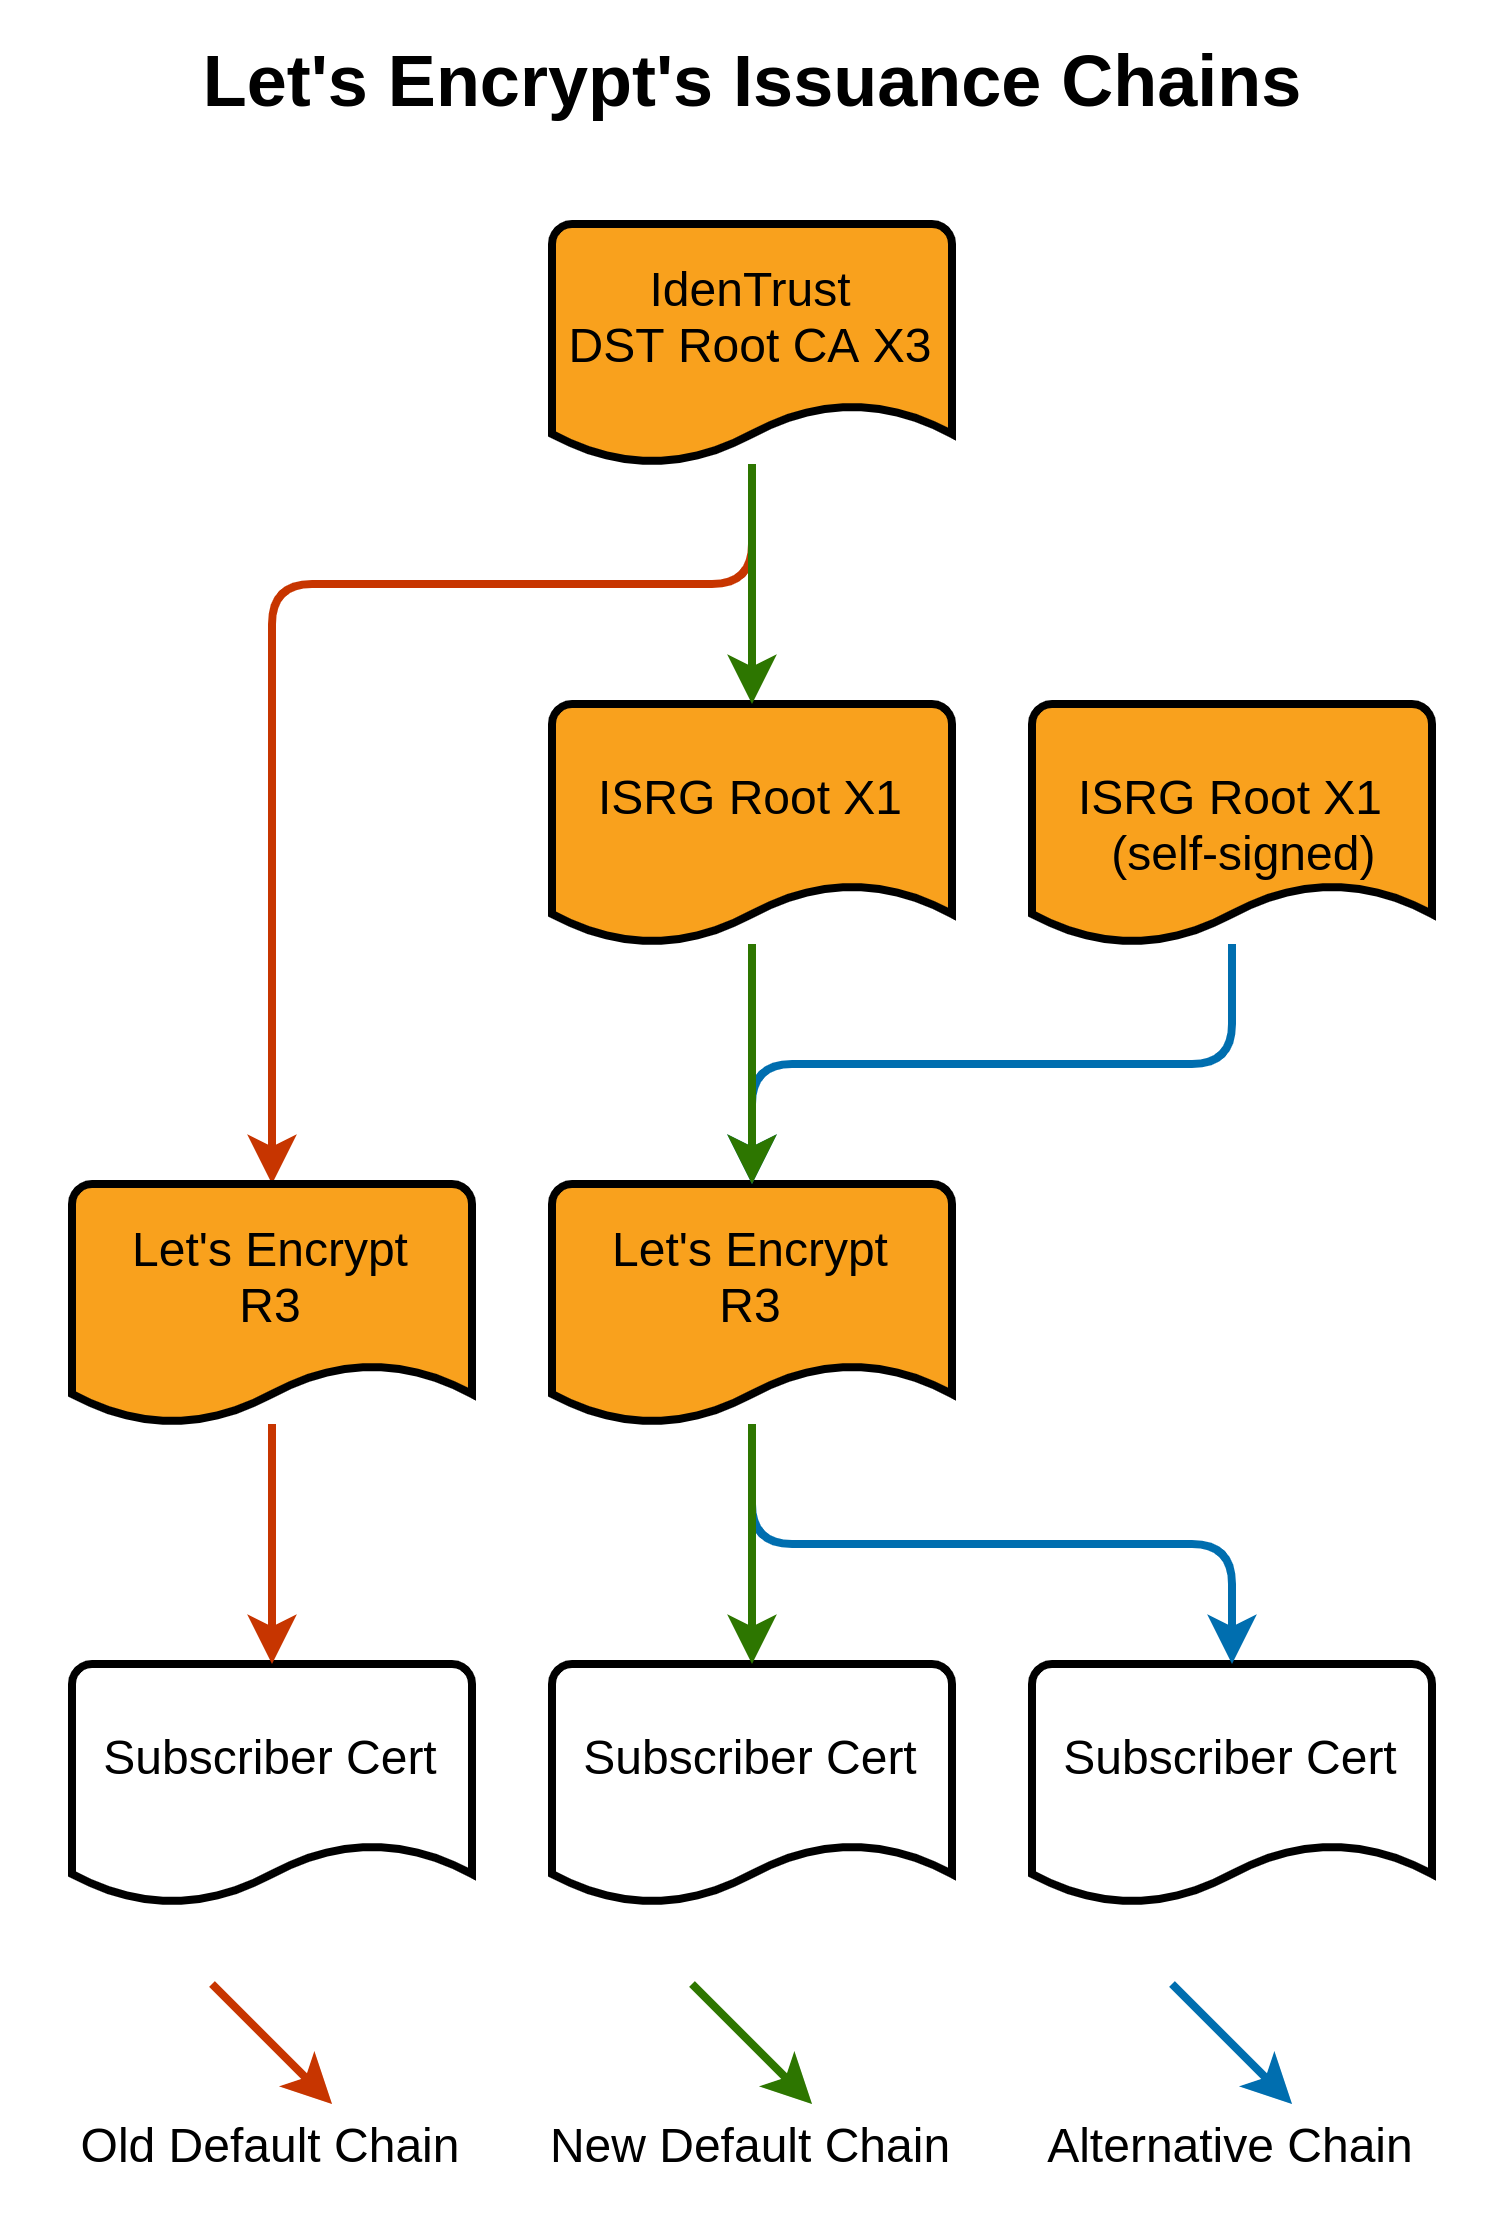 Let's Encrypt's Issuance Chains
IdenTrust
DST Root CA X3
ISRG Root X1
ISRG Root X1
(self-signed)
Let's Encrypt
R3
Let's Encrypt
R3
Subscriber Cert
Subscriber Cert
Subscriber Cert
Old Default Chain
New Default Chain
Alternative Chain